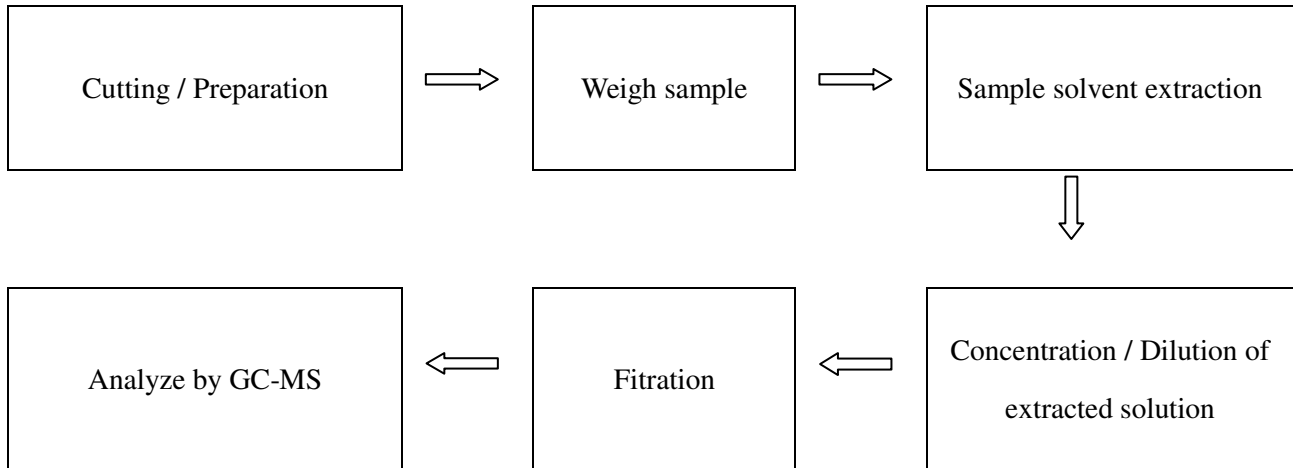 Cutting / Preparation
Weigh sample
Sample solvent extraction
Concentration / Dilution of
extracted solution
Fitration
Analyze by GC-MS